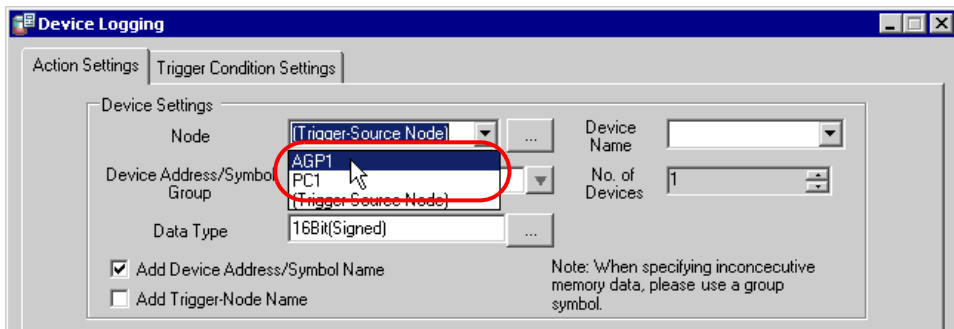 Device Logging
Action Settings
Trigger Condition Settings
Device Settings
Node
(Trigger-Source Node)
...
Device
Name
AGP1
PC1
(Trigger Source Node)
Device Address/Symbol
Group
No. of
Devices
1
Data Type
16Bit(Signed)
...
Add Device Address/Symbol Name
Add Trigger-Node Name
Note: When specifying inconcecutive
memory data, please use a group
symbol.